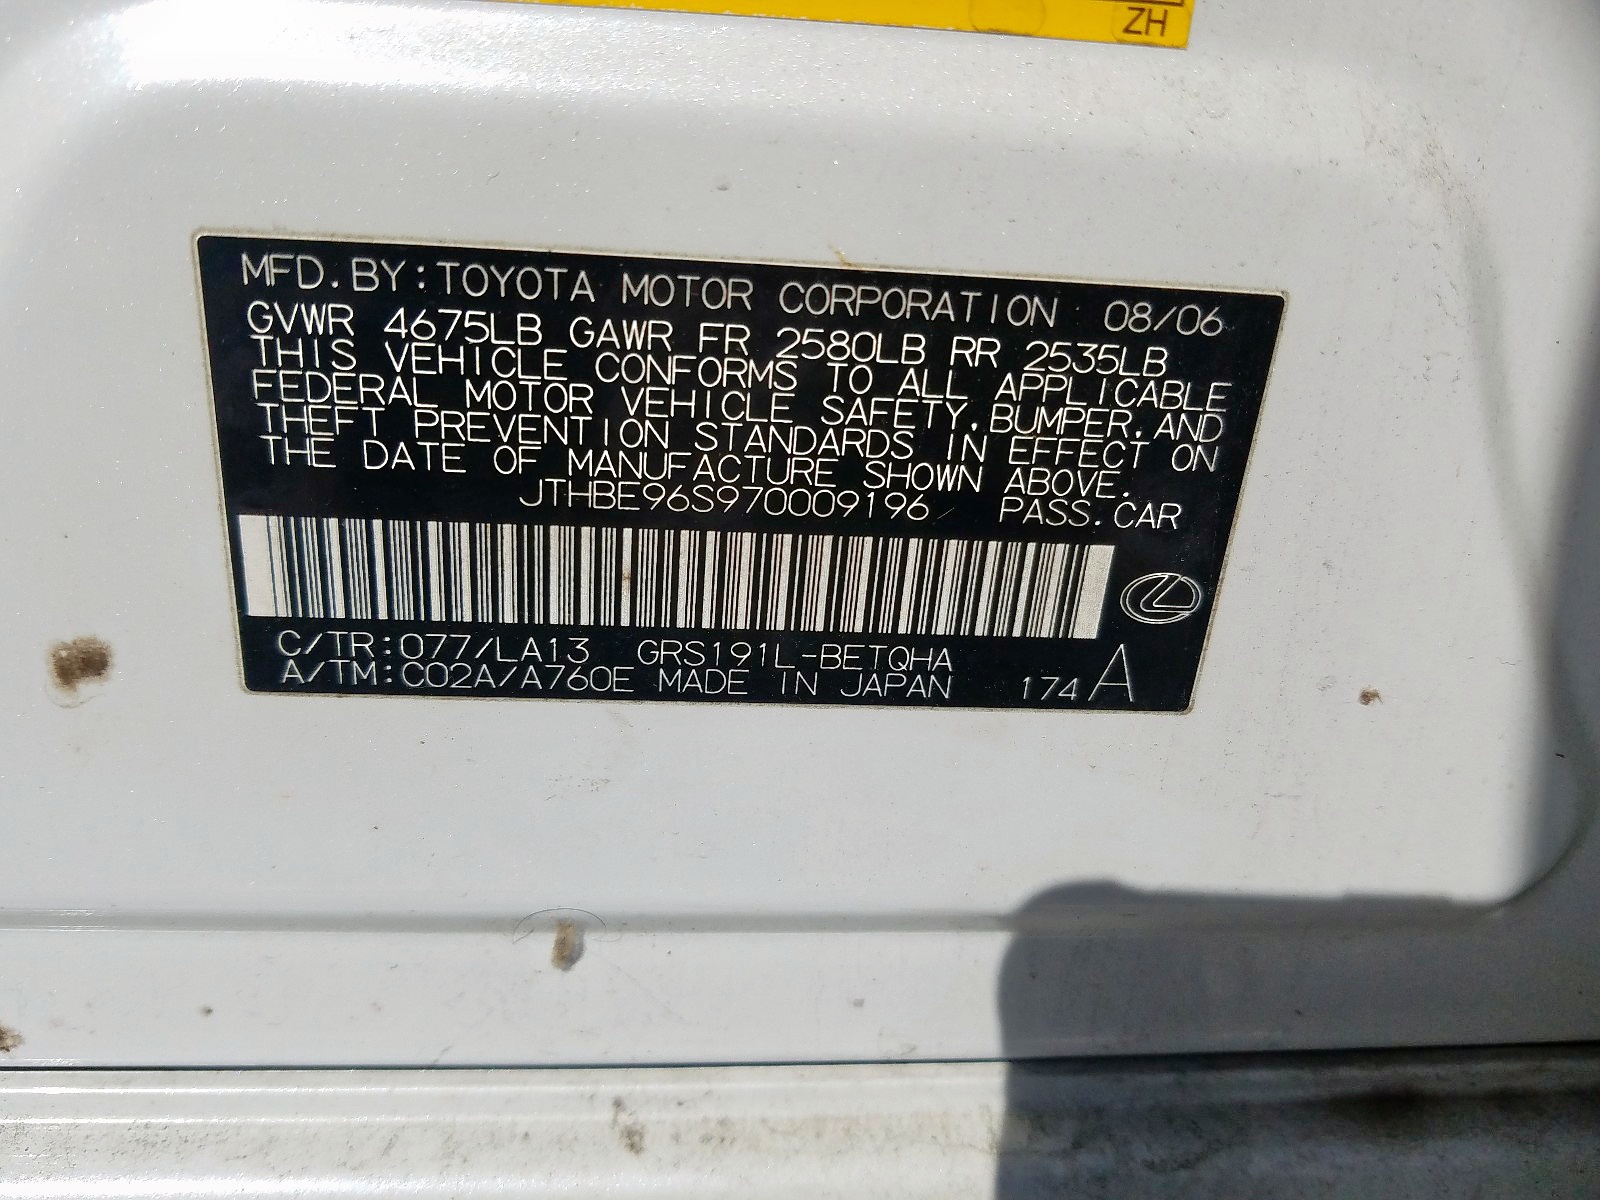 ZH
MFD. BY: TOYOTA MOTOR CORPORATION 08/06
GVWR 4675LB GAWR FR 2580LB RR 2535LB
THIS VEHICLE CONFORMS TO ALL APPLICABLE
FEDERAL MOTOR VEHICLE SAFETY, BUMPER, AND
THEFT PREVENTION STANDARDS IN EFFECT ON
THE DATE OF MANUFACTURE SHOWN ABOVE.
JTHBE96S970009196 PASS. CAR
C/TR: 077/LA13 GRS191L-BETQHA
A/TM: C02A/A760E MADE IN JAPAN 174 A